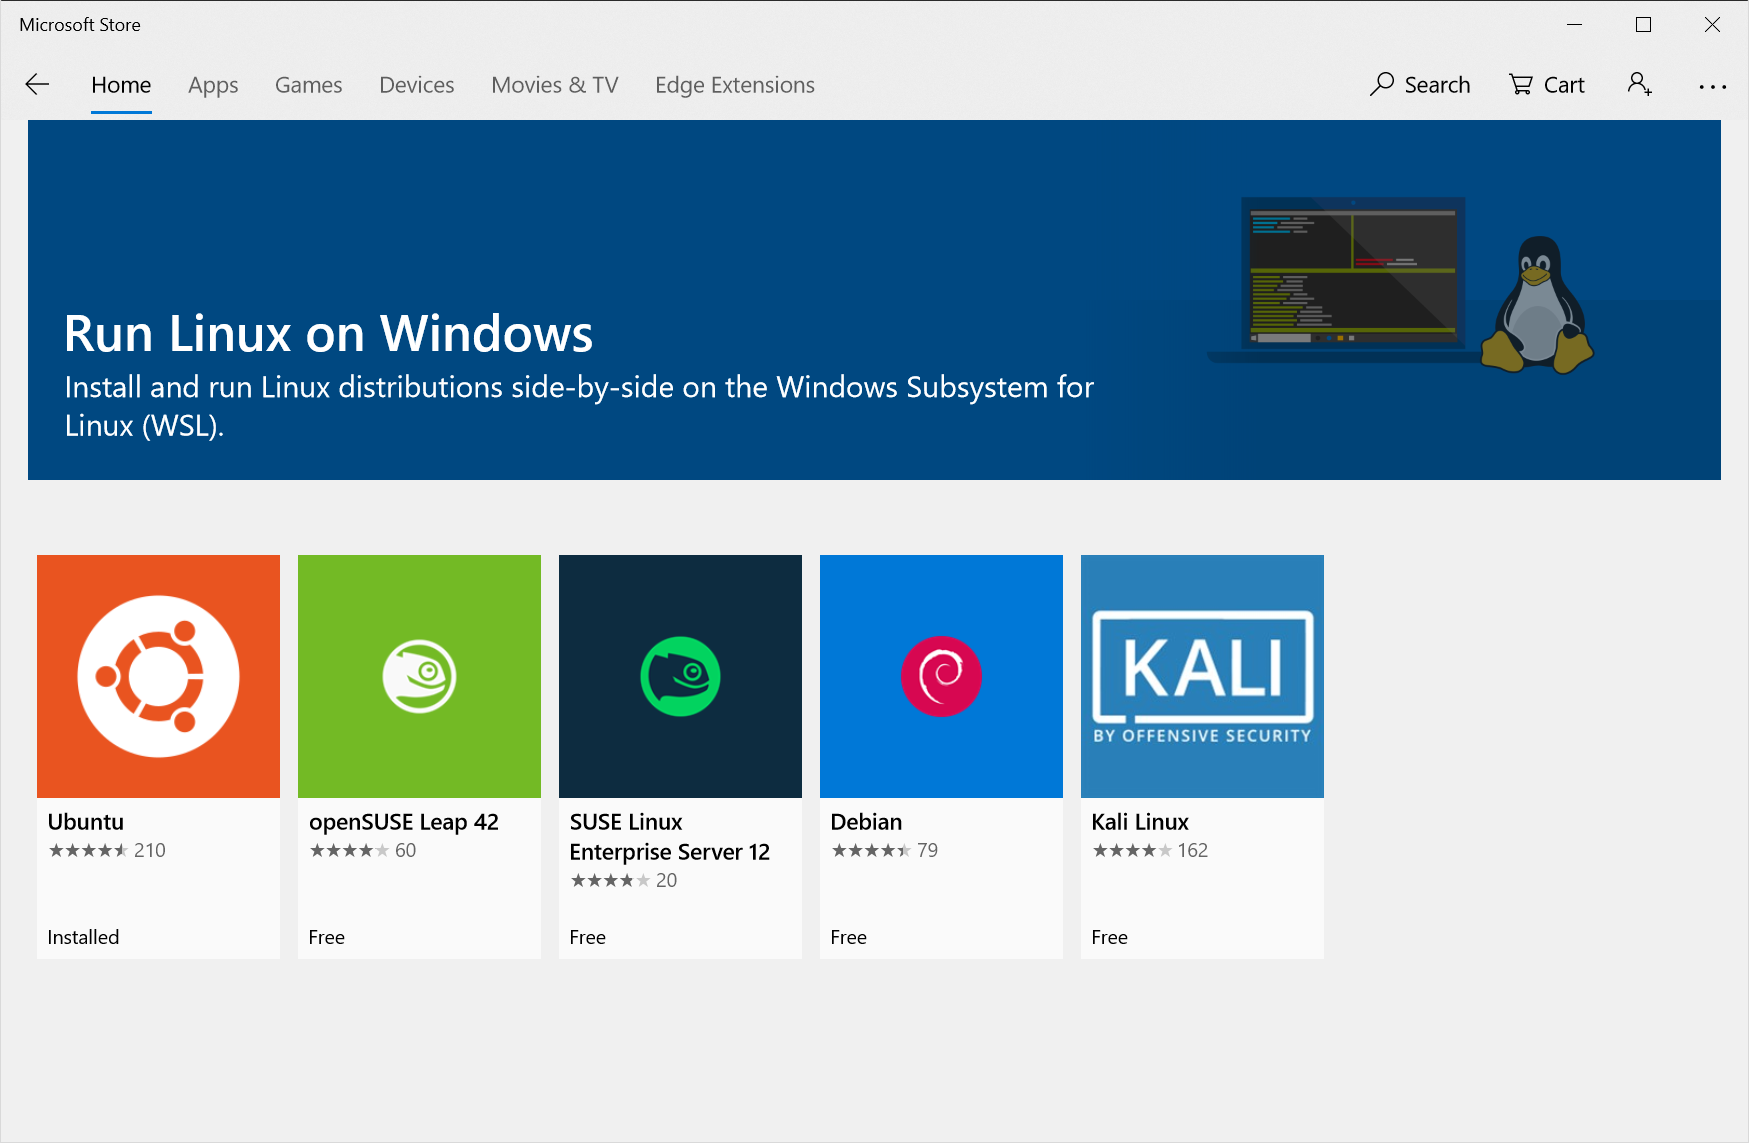 Microsoft Store
Home Apps Games Devices Movies & TV Edge Extensions Search Cart
Run Linux on Windows
Install and run Linux distributions side-by-side on the Windows Subsystem for
Linux (WSL).
KALI
BY OFFENSIVE SECURITY
Ubuntu
210
Installed
openSUSE Leap 42
60
Free
SUSE Linux
Enterprise Server 12
20
Free
Debian
79
Free
Kali Linux
162
Free